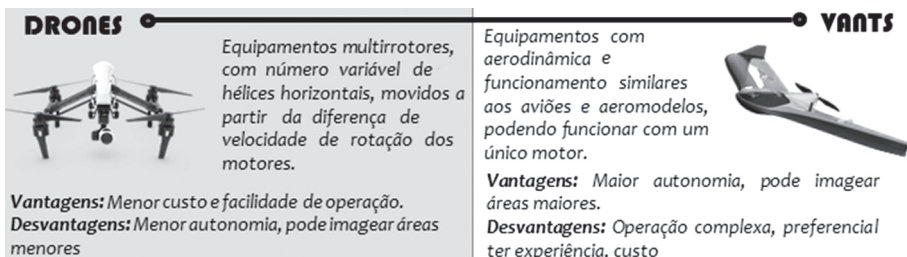 DRONES
Equipamentos multirrotores,
com número variável de
hélices horizontais, movidos a
partir da diferença de
velocidade de rotação dos
motores.
Vantagens: Menor custo e facilidade de operação.
Desvantagens: Menor autonomia, pode imagear áreas
menores
VANTS
Equipamentos com
aerodinâmica e
funcionamento similares
aos aviões e aeromodelos,
podendo funcionar com um
único motor.
Vantagens: Maior autonomia, pode imagear
áreas maiores.
Desvantagens: Operação complexa, preferencial
ter experiência, custo